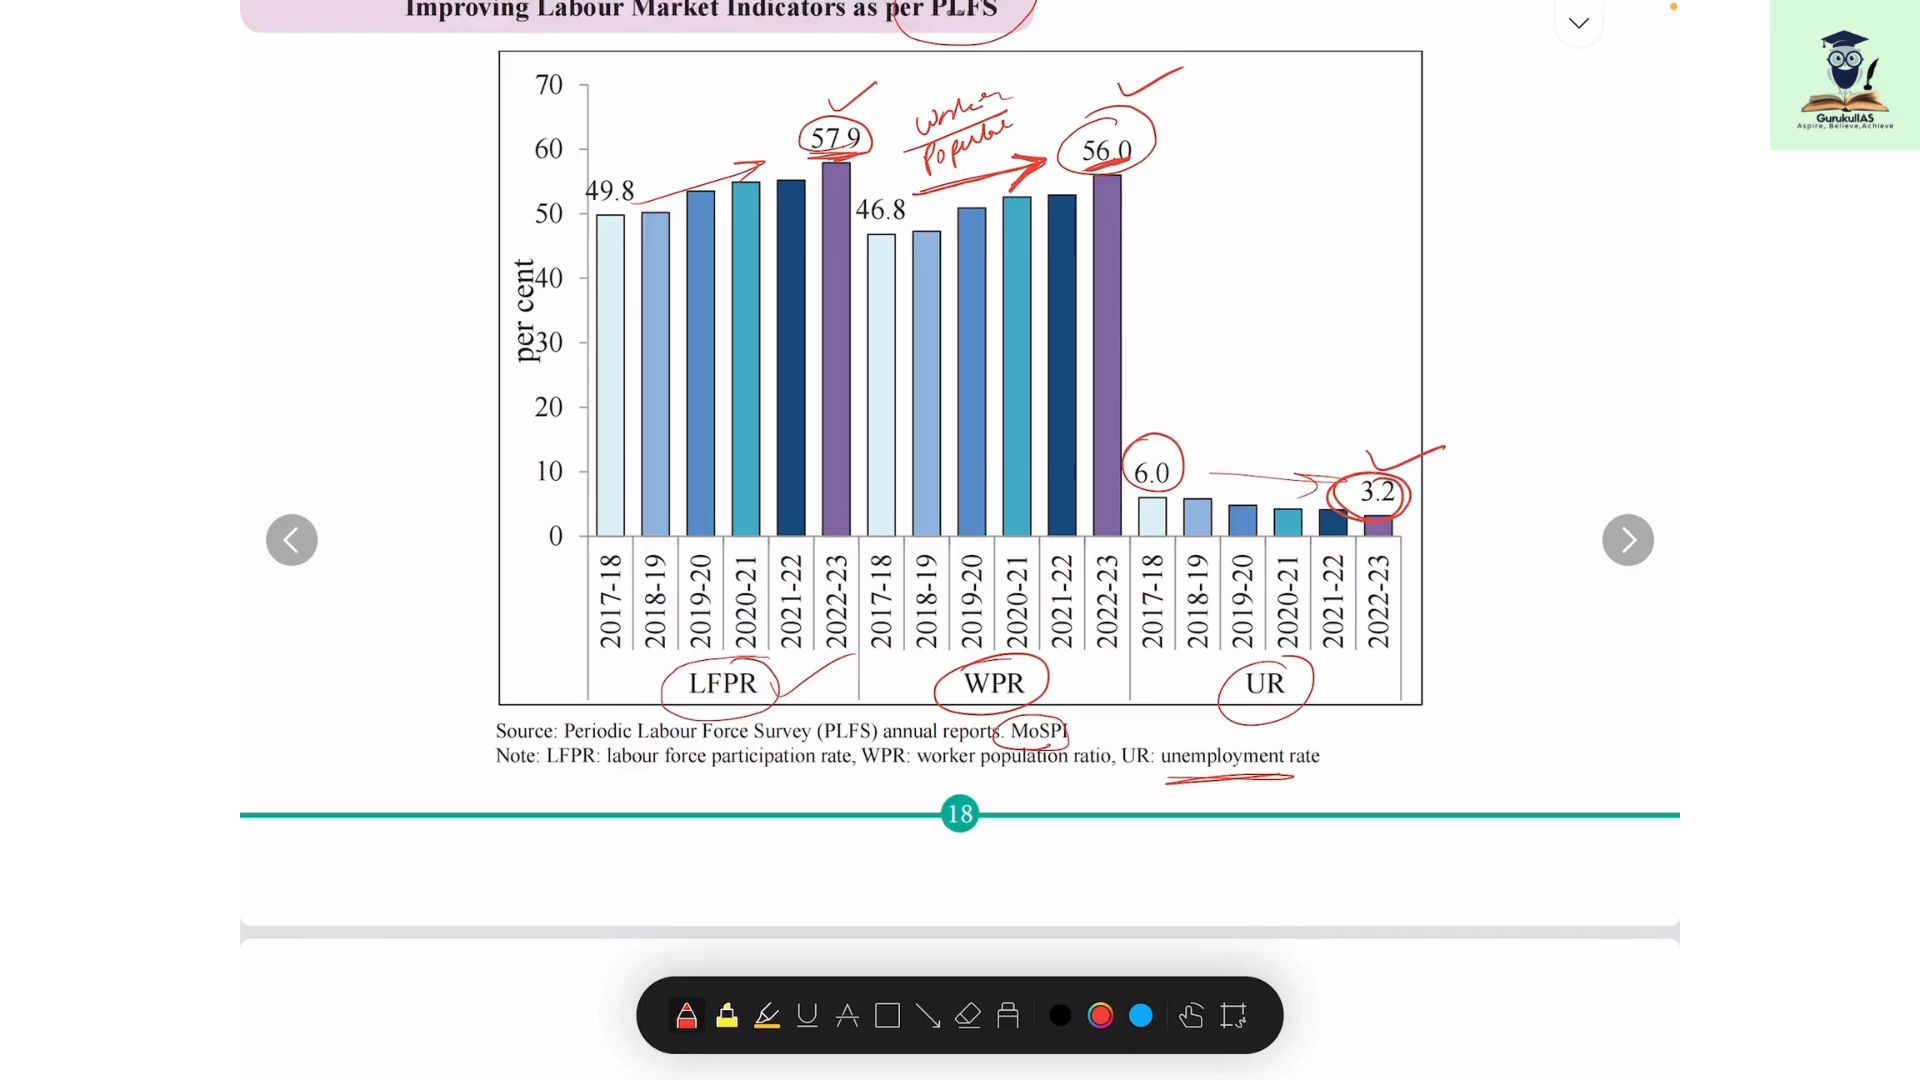 Improving Labour Market Indicators as per PLFS
70
60
50
40
30
20
10
0
per cent
49.8
57.9
worker
46.8
56.0
6.0
3.2
2017-18 2018-19 2019-20 2020-21 2021-22 2022-23 2017-18 2018-19 2019-20 2020-21 2021-22 2022-23 2017-18 2018-19 2019-20 2020-21 2021-22 2022-23
LFPR WPR UR
Source: Periodic Labour Force Survey (PLFS) annual reports. MoSPI
Note: LFPR: labour force participation rate, WPR: worker population ratio, UR: unemployment rate
18
GurukulIAS
Aspire, Believe,Achieve